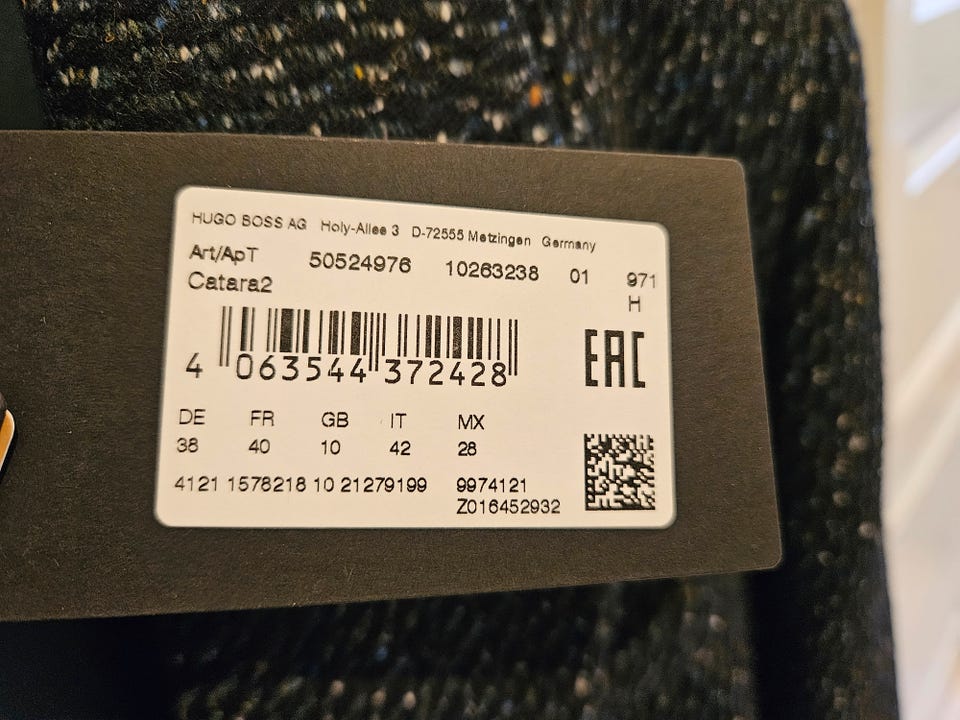 HUGO BOSS AG Holy-Allee 3 D-72555 Metzingen Germany
Art/ApT 50524976 10263238 01 971
Catara2 H
4 063544 372428
EAC
DE FR GB IT MX
38 40 10 42 28
4121 1578218 10 21279199 9974121
Z016452932